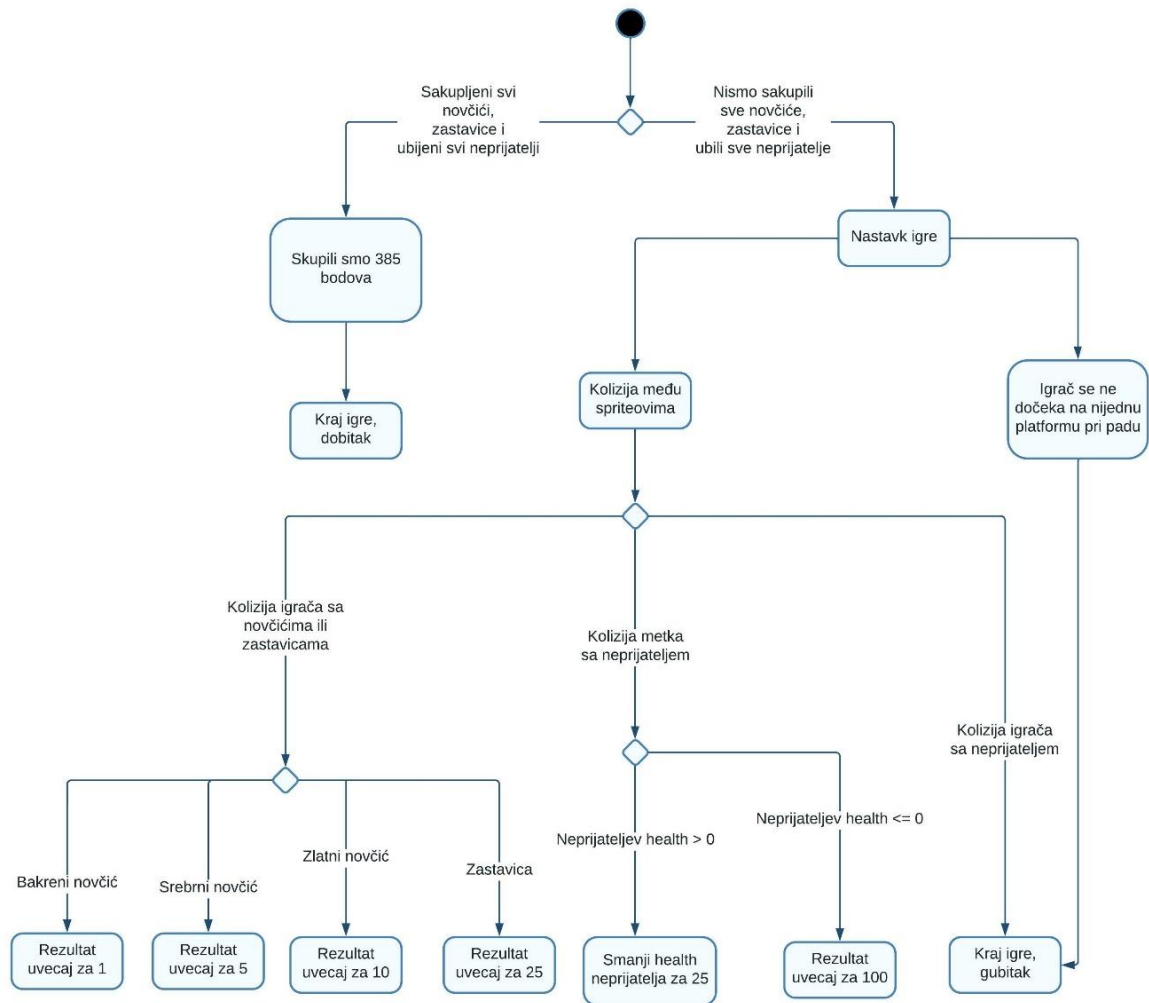 Sakupljeni svi
novčići,
zastavice i
ubijeni svi neprijatelji
Nismo sakupili
sve novčiće,
zastavice i
ubili sve neprijatelje
Skupili smo 385
bodova
Nastavk igre
Kraj igre,
dobitak
Kolizija među
spriteovima
Igrač se ne
dočeka na nijednu
platformu pri padu
Kolizija igrača sa
novčićima ili
zastavicama
Kolizija metka
sa neprijateljem
Kolizija igrača
sa neprijateljem
Bakreni novčić
Srebrni novčić
Zlatni novčić
Zastavica
Neprijateljev health > 0
Neprijateljev health <= 0
Rezultat
uvecaj za 1
Rezultat
uvecaj za 5
Rezultat
uvecaj za 10
Rezultat
uvecaj za 25
Smanji health
neprijatelja za 25
Rezultat
uvecaj za 100
Kraj igre,
gubitak